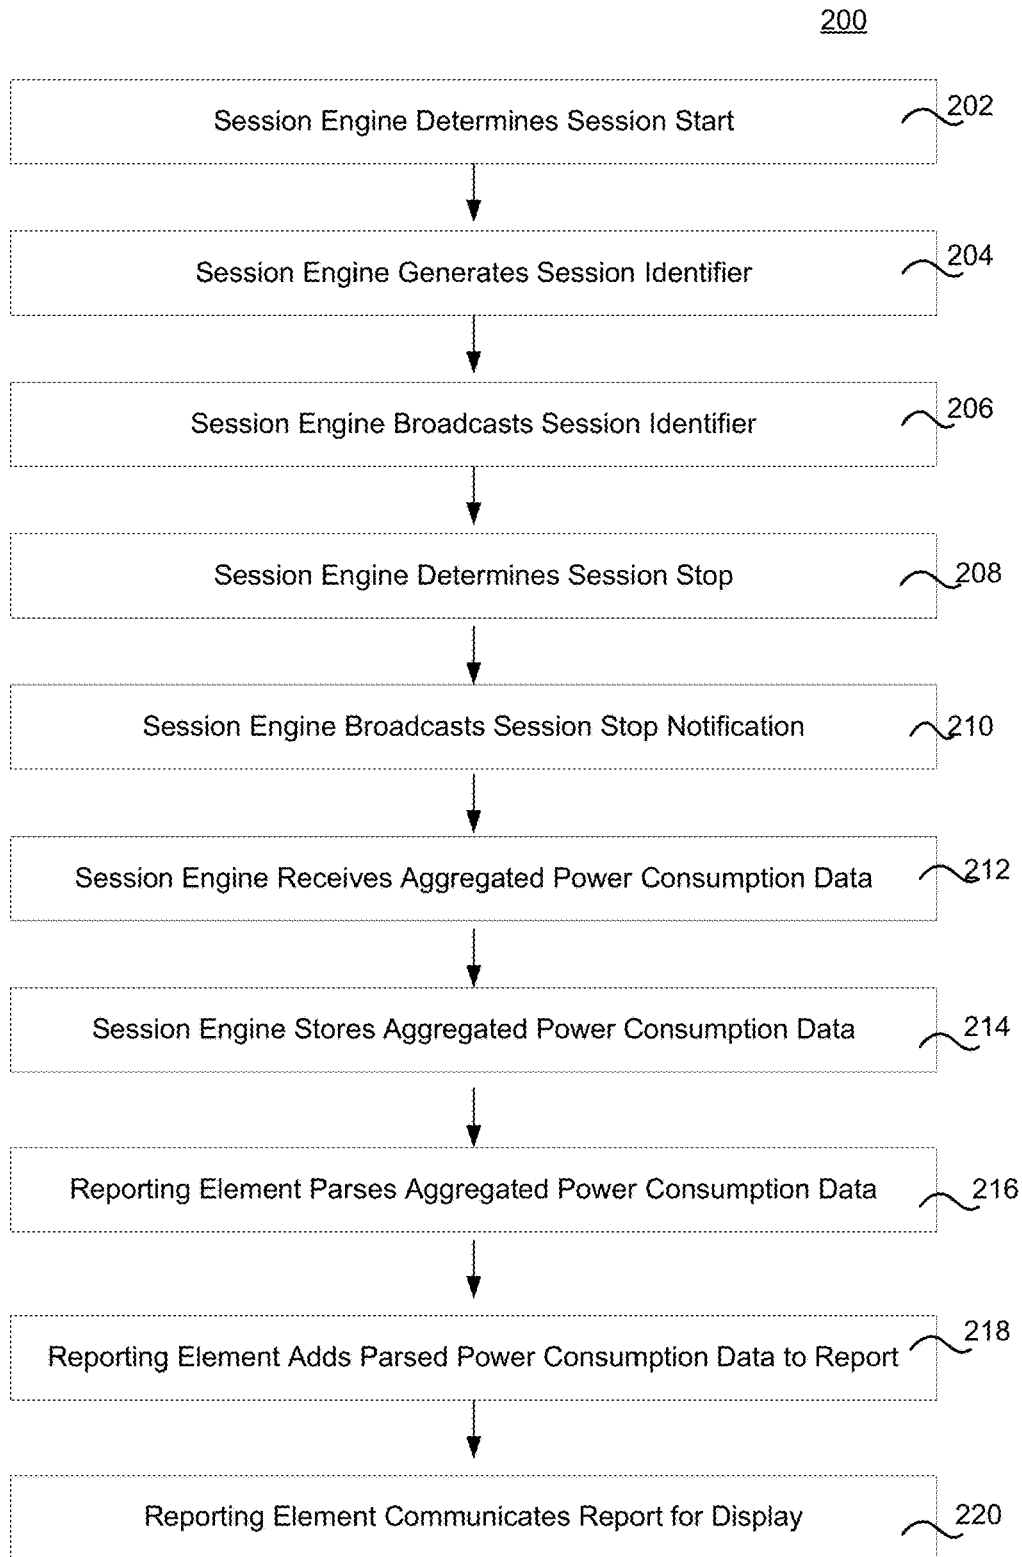 200
Session Engine Determines Session Start
202
Session Engine Generates Session Identifier
204
Session Engine Broadcasts Session Identifier
206
Session Engine Determines Session Stop
208
Session Engine Broadcasts Session Stop Notification
210
Session Engine Receives Aggregated Power Consumption Data
212
Session Engine Stores Aggregated Power Consumption Data
214
Reporting Element Parses Aggregated Power Consumption Data
216
Reporting Element Adds Parsed Power Consumption Data to Report
218
Reporting Element Communicates Report for Display
220